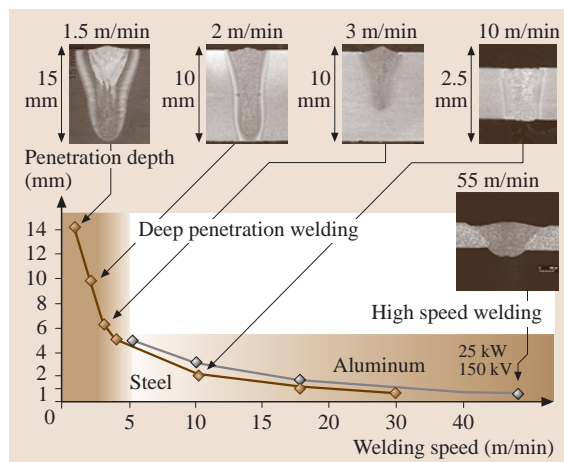 1.5 m/min
2 m/min
3 m/min
10 m/min
15
mm
10
mm
10
mm
2.5
mm
Penetration depth
(mm)
55 m/min
14
12
10
8
6
4
2
1
0
Deep penetration welding
High speed welding
25 kW
150 kV
Aluminum
Steel
5
10
15
20
30
40
Welding speed (m/min)